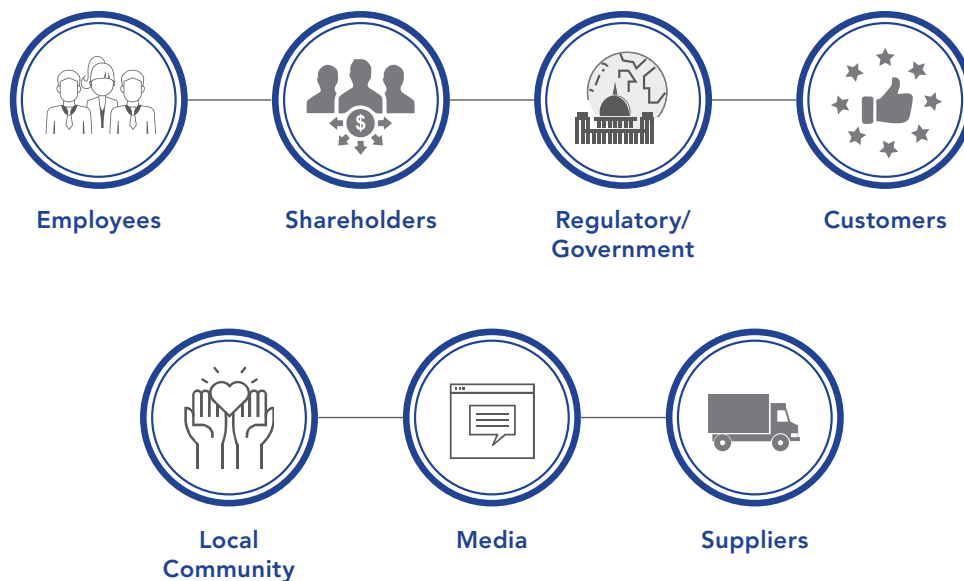 Employees
Shareholders
Regulatory/
Government
Customers
$
Local
Community
Media
Suppliers